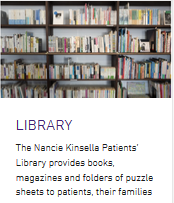 LIBRARY
The Nancie Kinsella Patients'
Library provides books,
magazines and folders of puzzle
sheets to patients, their families